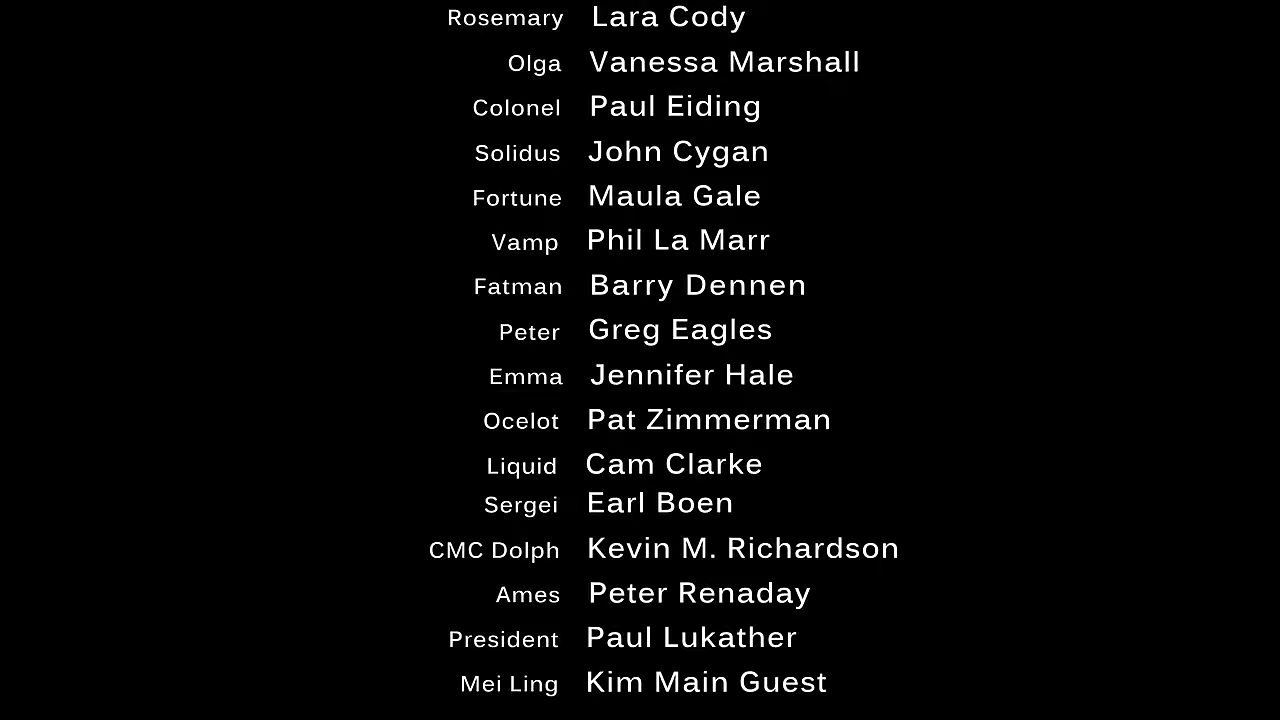 Rosemary Lara Cody
Olga Vanessa Marshall
Colonel Paul Eiding
Solidus John Cygan
Fortune Maula Gale
Vamp Phil La Marr
Fatman Barry Dennen
Peter Greg Eagles
Emma Jennifer Hale
Ocelot Pat Zimmerman
Liquid Cam Clarke
Sergei Earl Boen
CMC Dolph Kevin M. Richardson
Ames Peter Renaday
President Paul Lukather
Mei Ling Kim Main Guest